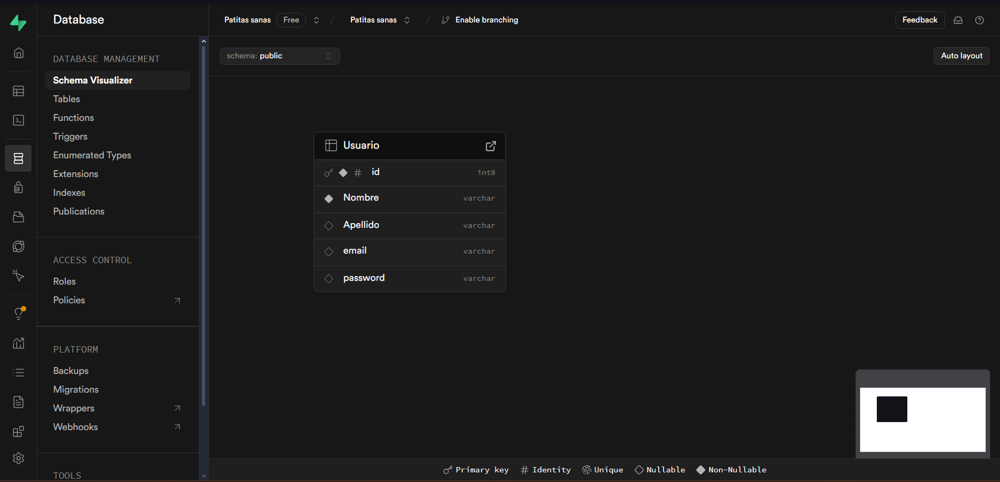 Database
Patitas sanas Free / Patitas sanas / Enable branching
Feedback
DATABASE MANAGEMENT
Schema Visualizer
Tables
Functions
Triggers
Enumerated Types
Extensions
Indexes
Publications
ACCESS CONTROL
Roles
Policies
PLATFORM
Backups
Migrations
Wrappers
Webhooks
TOOLS
schema: public
Auto layout
Usuario
id int8
Nombre varchar
Apellido varchar
email varchar
password varchar
Primary key Identity Unique Nullable Non-Nullable